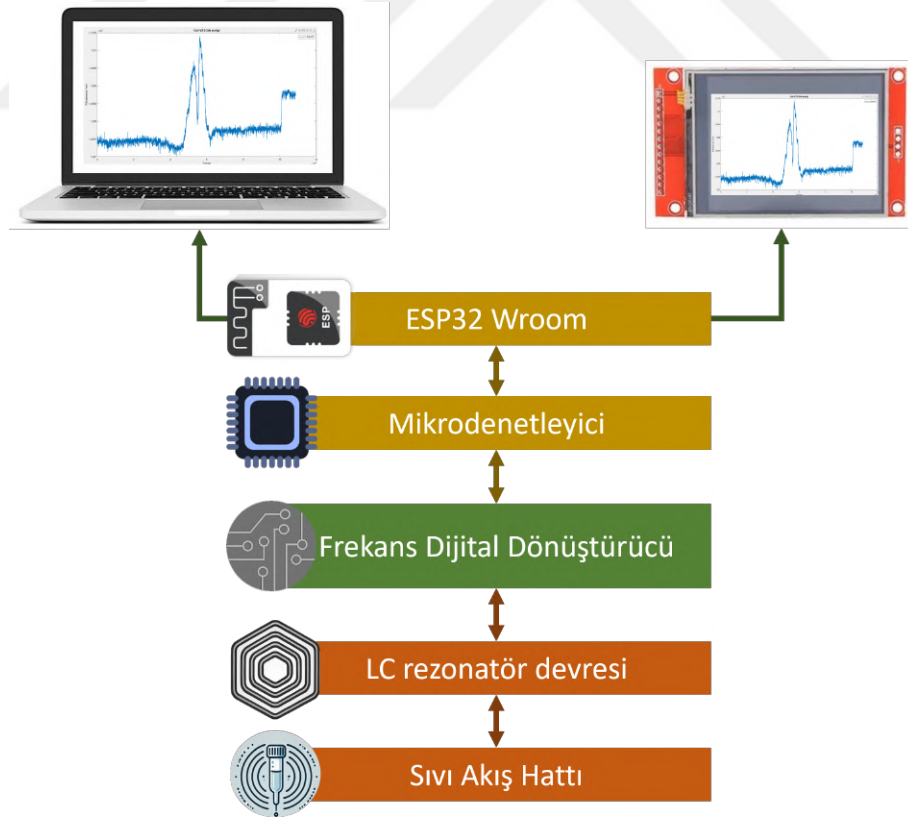 ESP
ESP32 Wroom
Mikrodenetleyici
Frekans Dijital Dönüştürücü
LC rezonatör devresi
Sıvı Akış Hattı